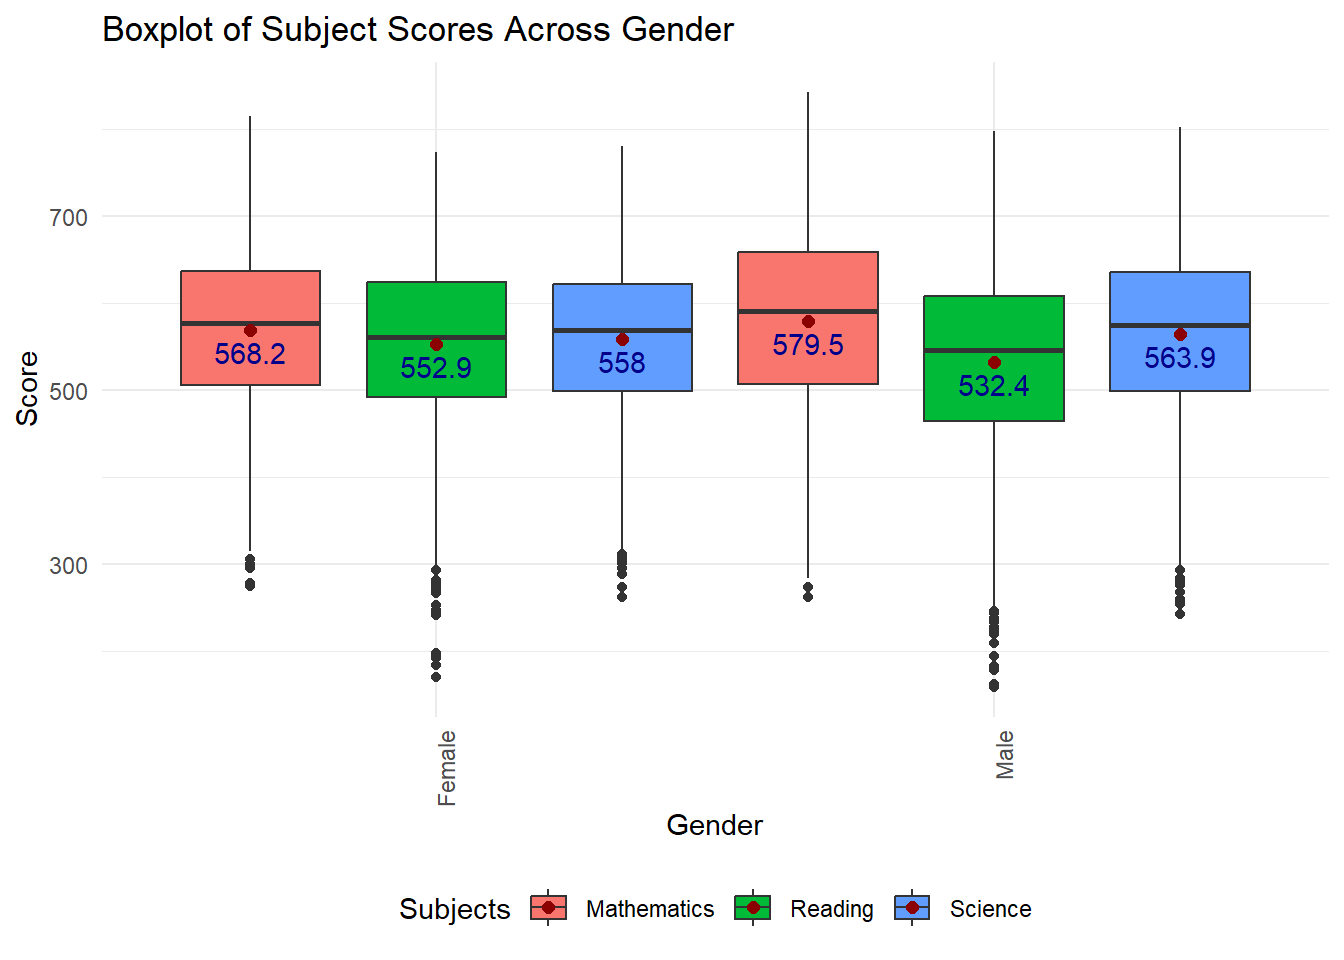 Boxplot of Subject Scores Across Gender
Score
700
500
300
568.2
552.9
558
579.5
532.4
563.9
Female
Male
Gender
Subjects Mathematics Reading Science